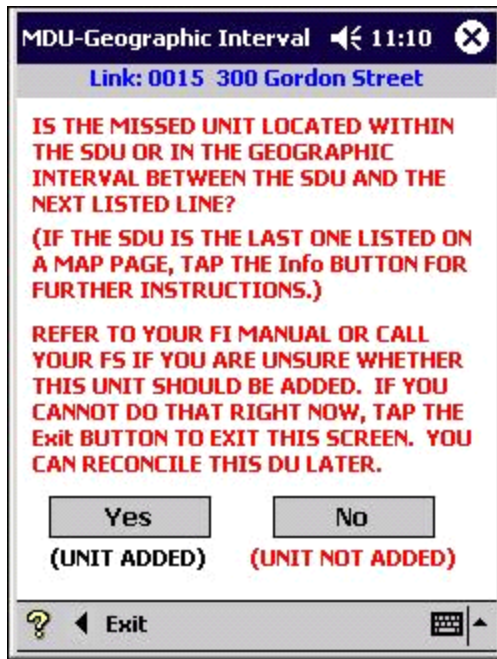 MDU-Geographic Interval 11:10
Link: 0015 300 Gordon Street
IS THE MISSED UNIT LOCATED WITHIN
THE SDU OR IN THE GEOGRAPHIC
INTERVAL BETWEEN THE SDU AND THE
NEXT LISTED LINE?
(IF THE SDU IS THE LAST ONE LISTED ON
A MAP PAGE, TAP THE Info BUTTON FOR
FURTHER INSTRUCTIONS.)
REFER TO YOUR FI MANUAL OR CALL
YOUR FS IF YOU ARE UNSURE WHETHER
THIS UNIT SHOULD BE ADDED. IF YOU
CANNOT DO THAT RIGHT NOW, TAP THE
Exit BUTTON TO EXIT THIS SCREEN. YOU
CAN RECONCILE THIS DU LATER.
Yes No
(UNIT ADDED) (UNIT NOT ADDED)
? Exit